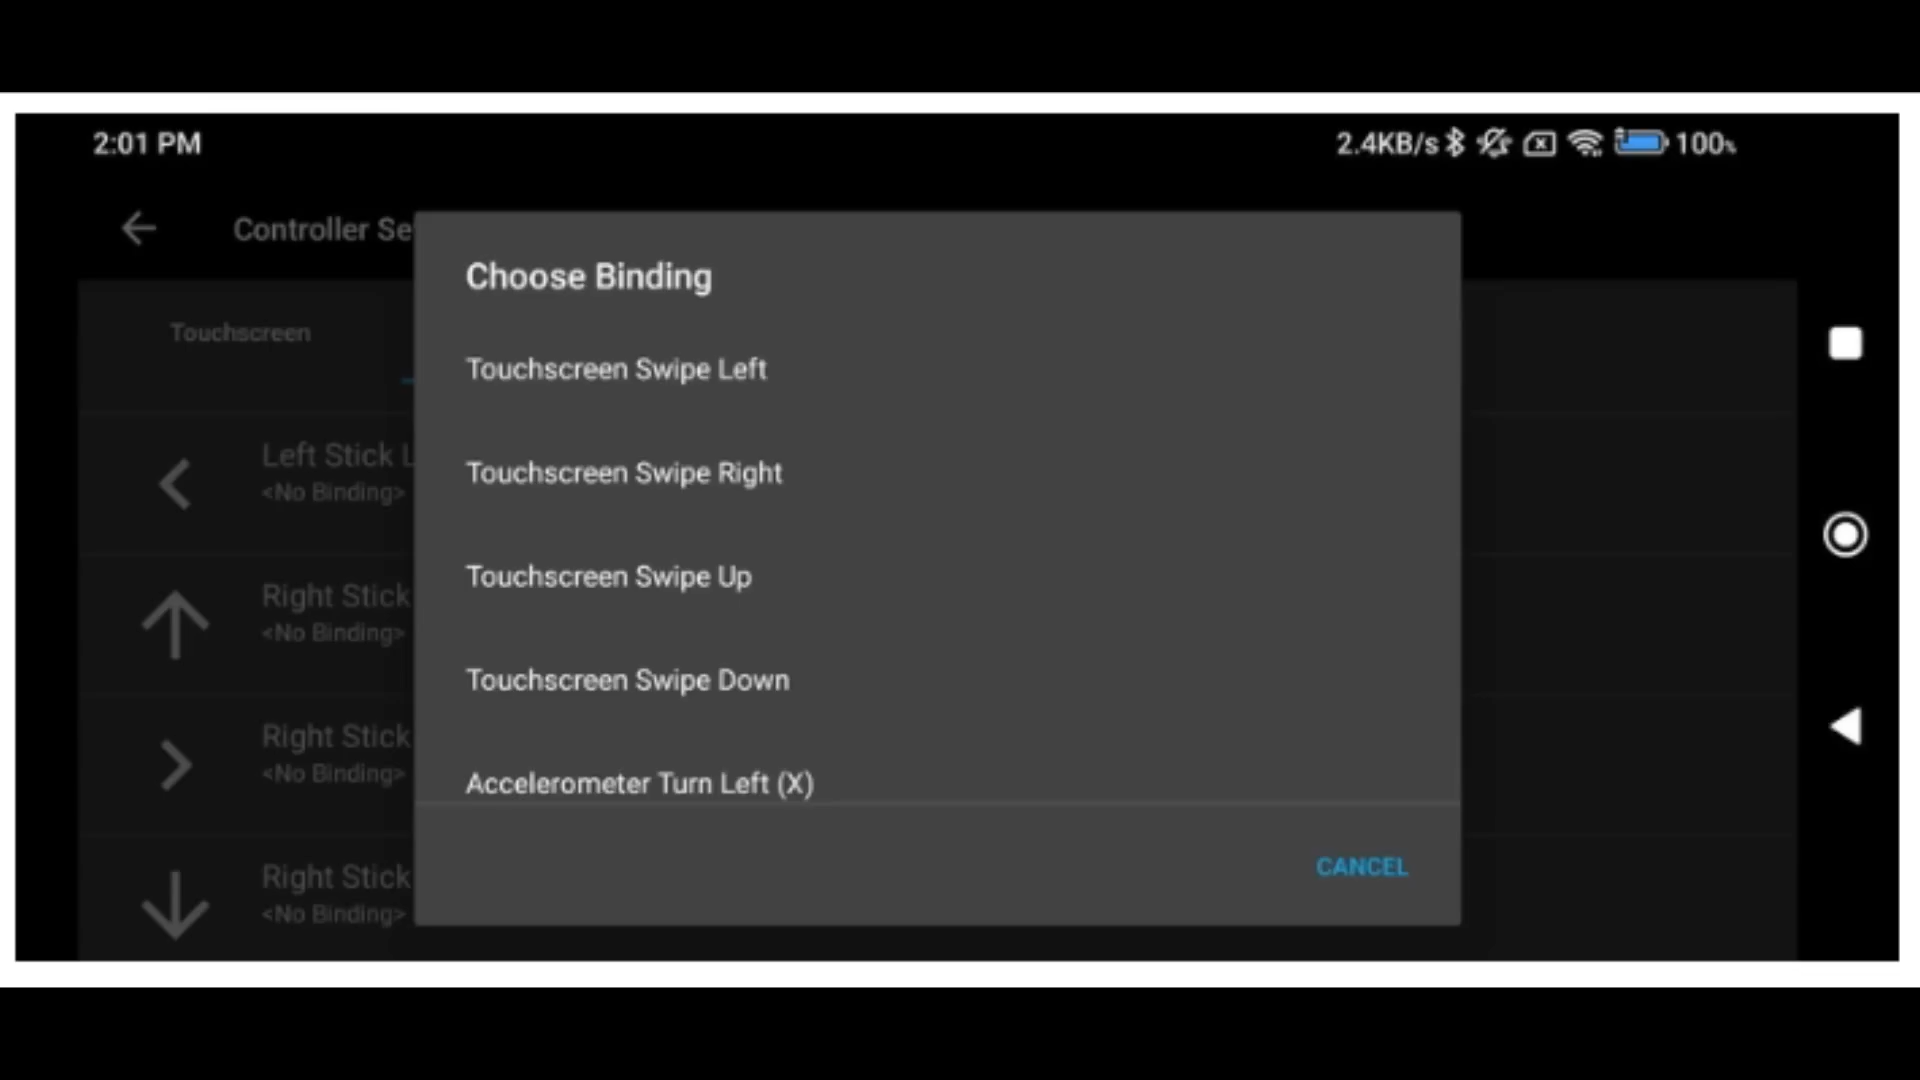 2:01 PM
2.4KB/s 100%
Controller Se
Choose Binding
Touchscreen
Touchscreen Swipe Left
Left Stick L
<No Binding>
Touchscreen Swipe Right
Touchscreen Swipe Up
Right Stick
<No Binding>
Touchscreen Swipe Down
Right Stick
<No Binding>
Accelerometer Turn Left (X)
CANCEL
Right Stick
<No Binding>